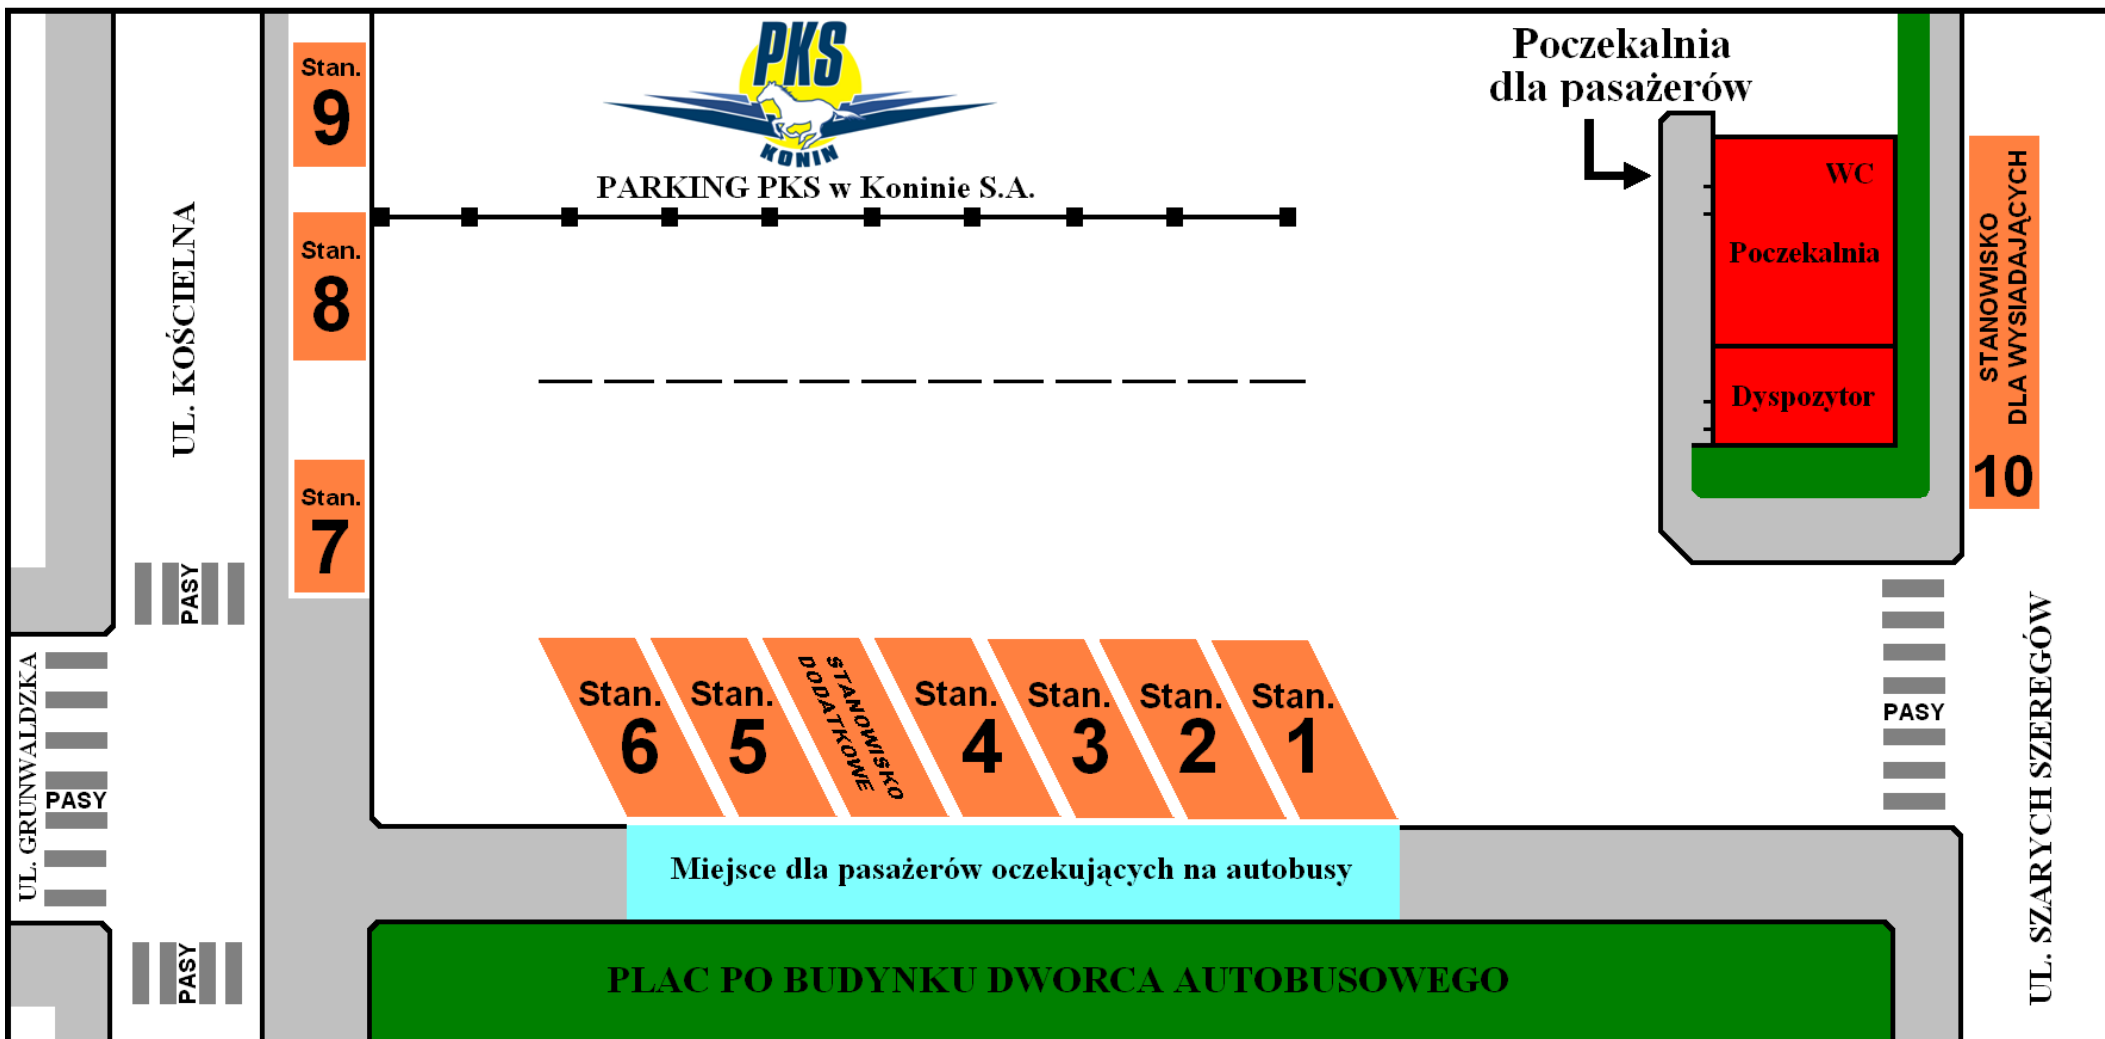 Stan.
9
PKS
KONIN
PARKING PKS w Koninie S.A.
Poczekalnia
dla pasażerów
WC
Poczekalnia
Dyspozytor
STANOWISKO
DLA WYSIADAJĄCYCH
10
UL. KOŚCIELNA
Stan.
8
Stan.
7
PASY
UL. GRUNWALDZKA
PASY
PASY
Stan.
6
Stan.
5
STANOWISKO
DODATKOWE
Stan.
4
Stan.
3
Stan.
2
Stan.
1
PASY
UL. SZARYCH SZEREGÓW
Miejsce dla pasażerów oczekujących na autobusy
PLAC PO BUDYNKU DWORCA AUTOBUSOWEGO